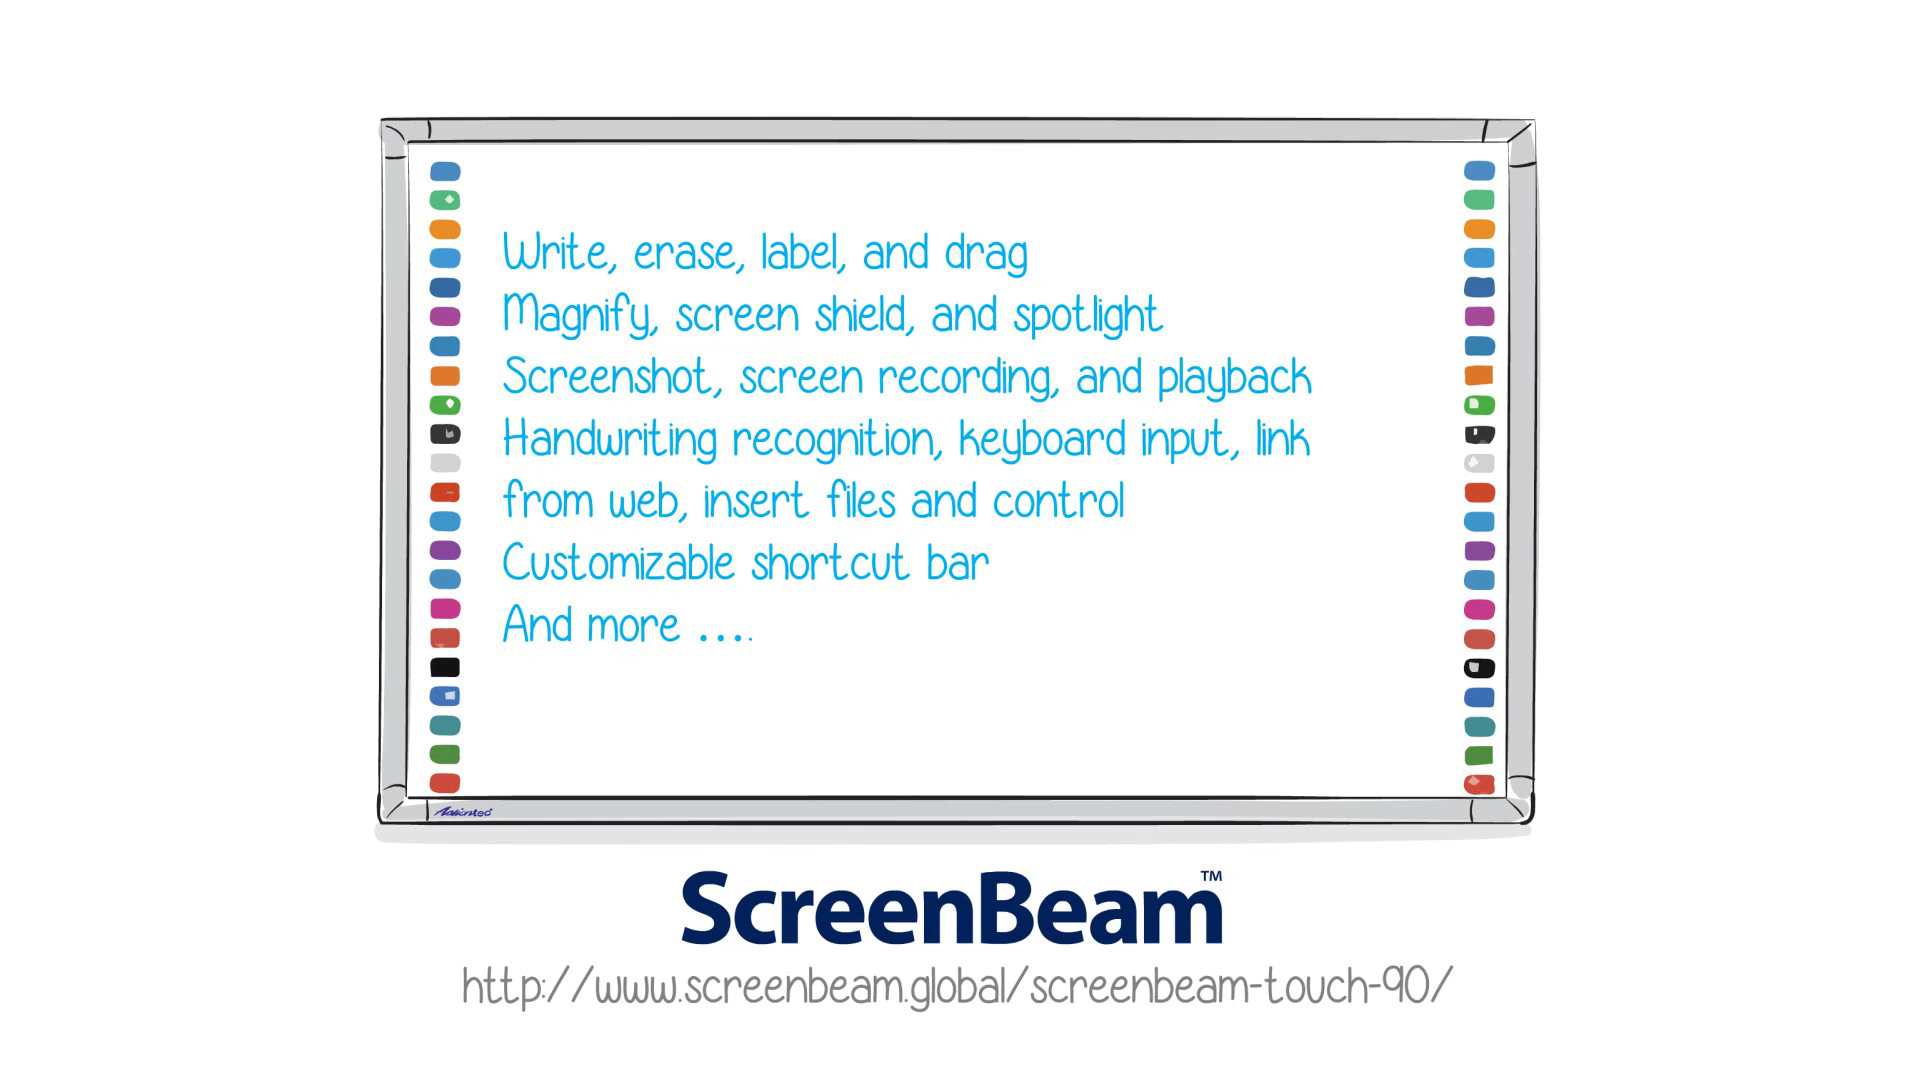 Write, erase, label, and drag
Magnify, screen shield, and spotlight
Screenshot, screen recording, and playback
Handwriting recognition, keyboard input, link
from web, insert files and control
Customizable shortcut bar
And more ....
Actiontec
ScreenBeam™
http://www.screenbeam.global/screenbeam-touch-90/